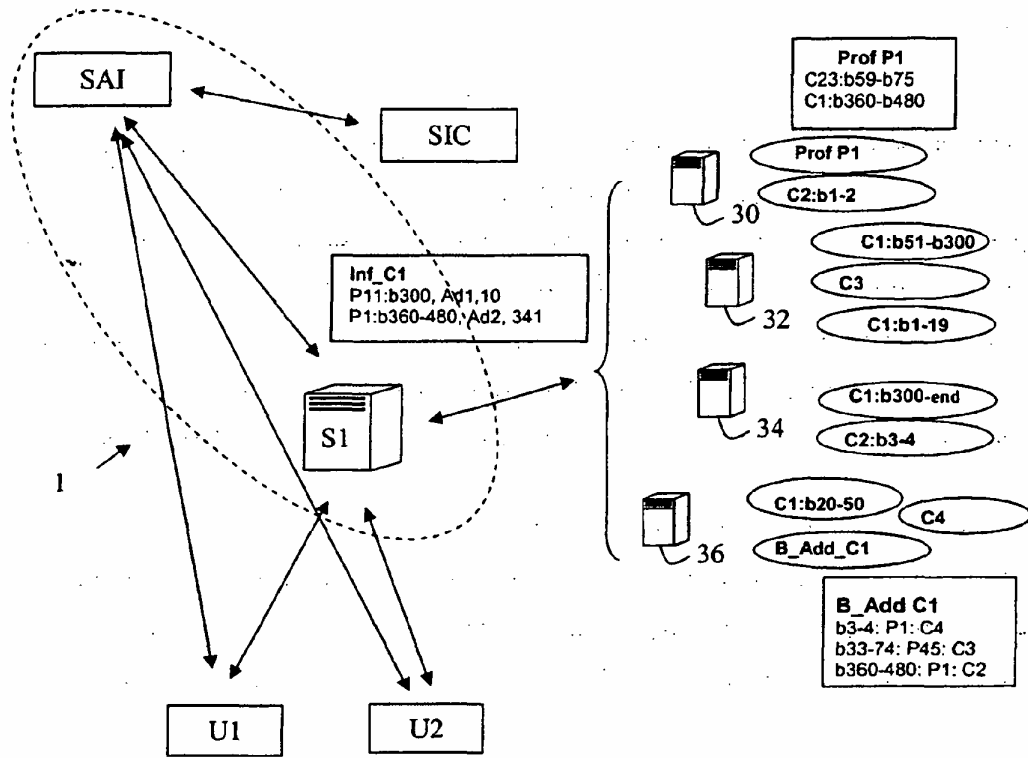 SAI
SIC
Prof P1
C23:b59-b75
C1:b360-b480
Prof P1
C2:b1-2
30
C1:b51-b300
C3
C1:b1-19
32
Inf_C1
P11:b300, Ad1,10
P1:b360-480, Ad2, 341
S1
C1:b300-end
C2:b3-4
34
1
C1:b20-50
C4
B_Add_C1
36
B_Add C1
b3-4: P1: C4
b33-74: P45: C3
b360-480: P1: C2
U1
U2